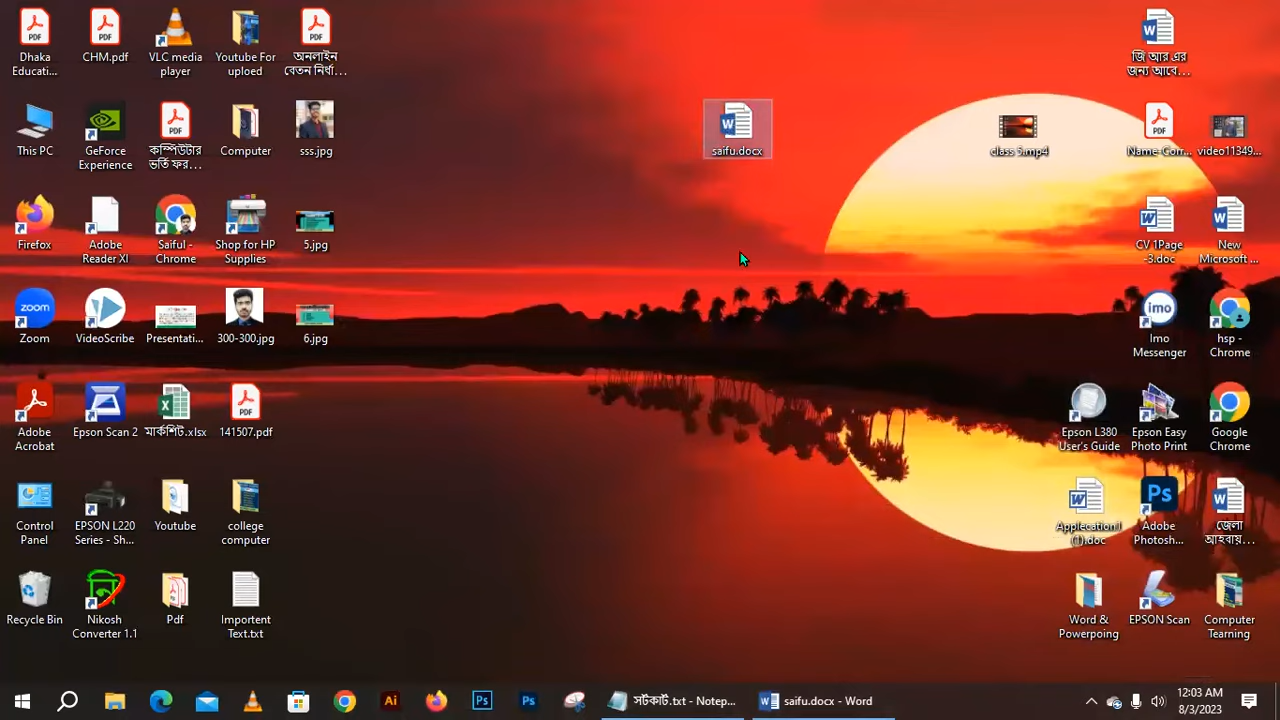 Dhaka
Educati...
CHM.pdf
VLC media
player
Youtube For
uploed
অনলাইন
বেতন নির্ধা...
জি আর এর
জন্য আবে...
This PC
GeForce
Experience
কম্পিউটার
ভর্তি ফর...
Computer
sss.jpg
saifu.docx
class 5.mp4
Name-Com...
video11349...
Firefox
Adobe
Reader XI
Saiful -
Chrome
Shop for HP
Supplies
5.jpg
CV 1Page
-3.doc
New
Microsoft ...
Zoom
VideoScribe
Presentati...
300-300.jpg
6.jpg
Imo
Messenger
hsp -
Chrome
Adobe
Acrobat
Epson Scan 2
মার্কশিট.xlsx
141507.pdf
Epson L380
User's Guide
Epson Easy
Photo Print
Google
Chrome
Control
Panel
EPSON L220
Series - Sh...
Youtube
college
computer
Applecation
(1).doc
Adobe
Photosh...
জেলা
আহবায়...
Recycle Bin
Nikosh
Converter 1.1
Pdf
Importent
Text.txt
Word &
Powerpoing
EPSON Scan
Computer
Tearning
সর্টকার্ট.txt - Notep...
saifu.docx - Word
12:03 AM
8/3/2023